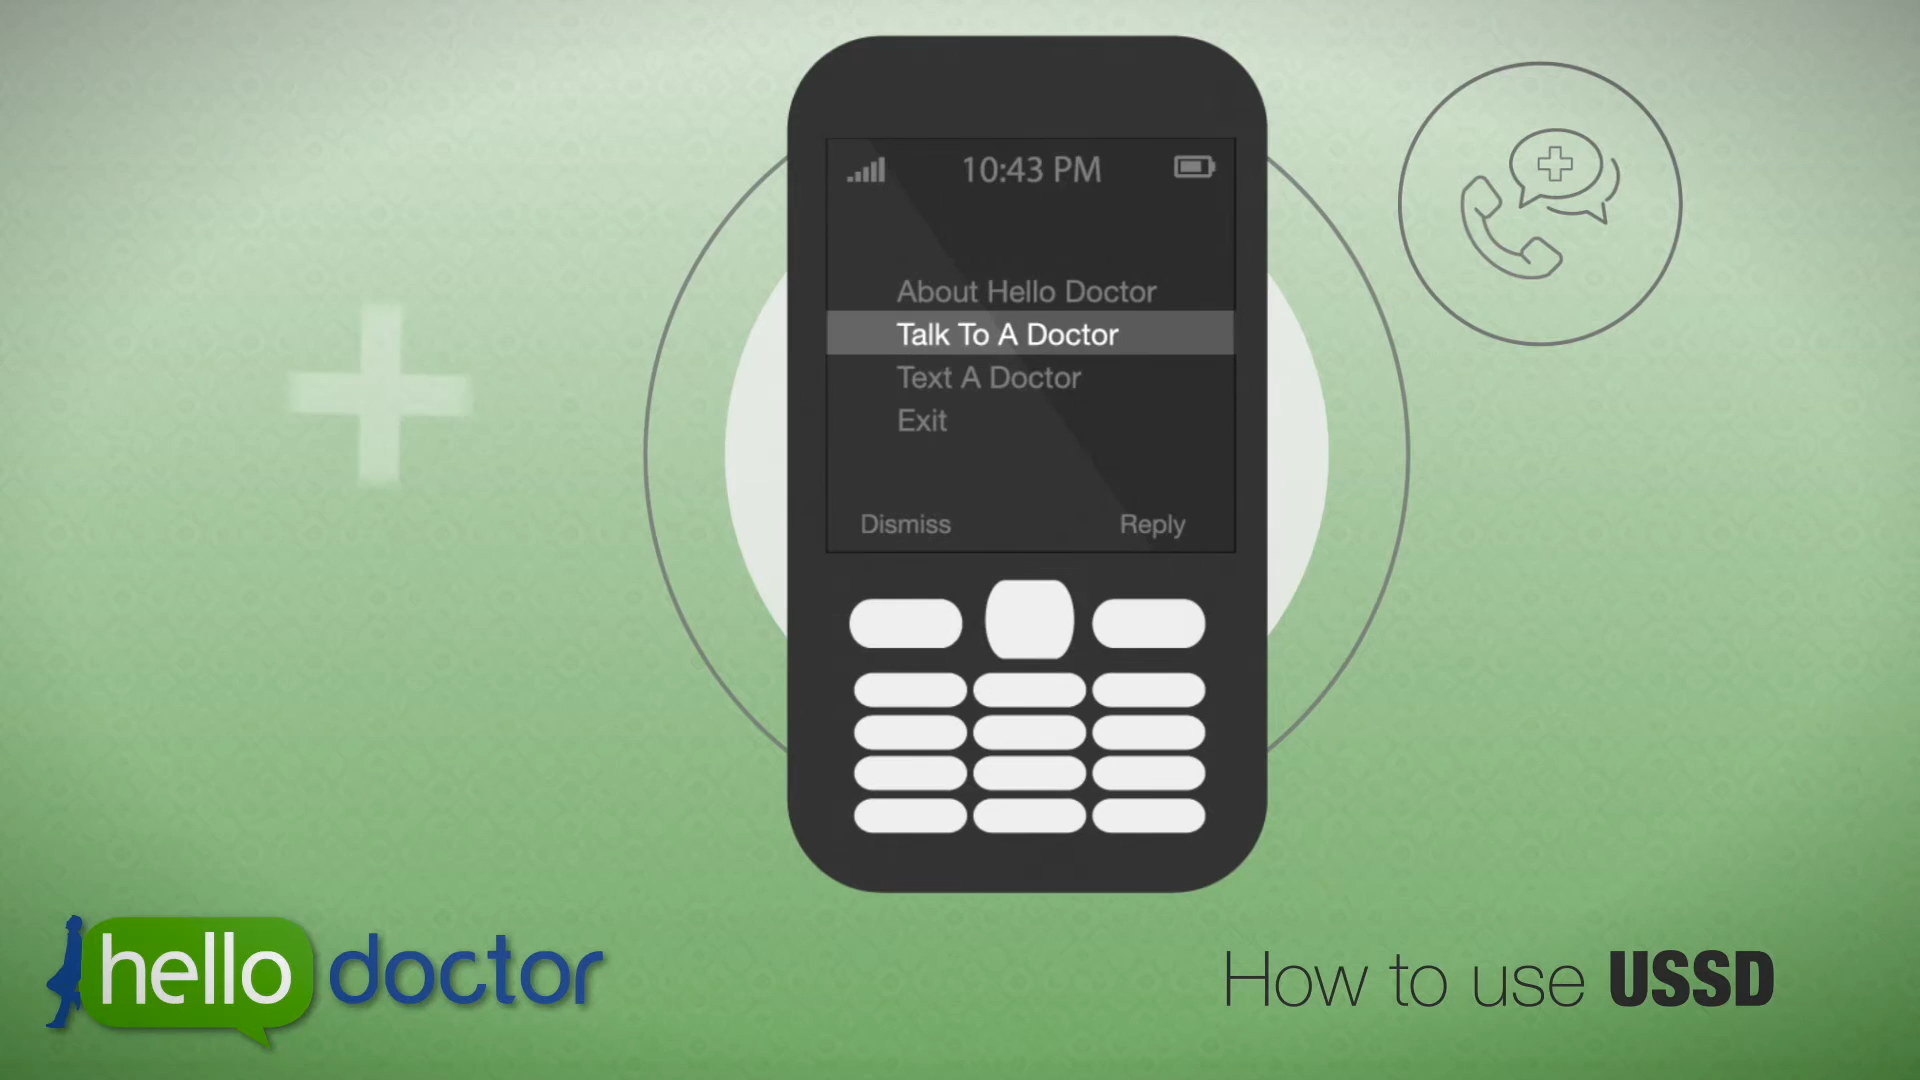 10:43 PM
About Hello Doctor
Talk To A Doctor
Text A Doctor
Exit
Dismiss
Reply
hello doctor
How to use USSD